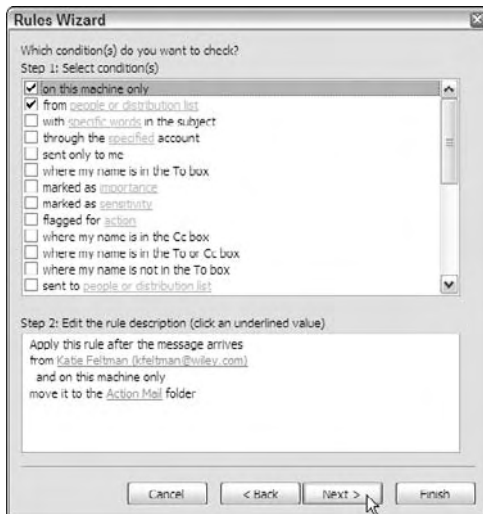 Rules Wizard
Which condition(s) do you want to check?
Step 1: Select condition(s)
on this machine only
from people or distribution list
with specific words in the subject
through the specified account
sent only to me
where my name is in the To box
marked as importance
marked as sensitivity
flagged for action
where my name is in the Cc box
where my name is in the To or Cc box
where my name is not in the To box
sent to people or distribution list
Step 2: Edit the rule description (click an underlined value)
Apply this rule after the message arrives
from Katie Feltman (kfeltman@wiley.com)
and on this machine only
move it to the Action Mail folder
Cancel < Back Next > Finish